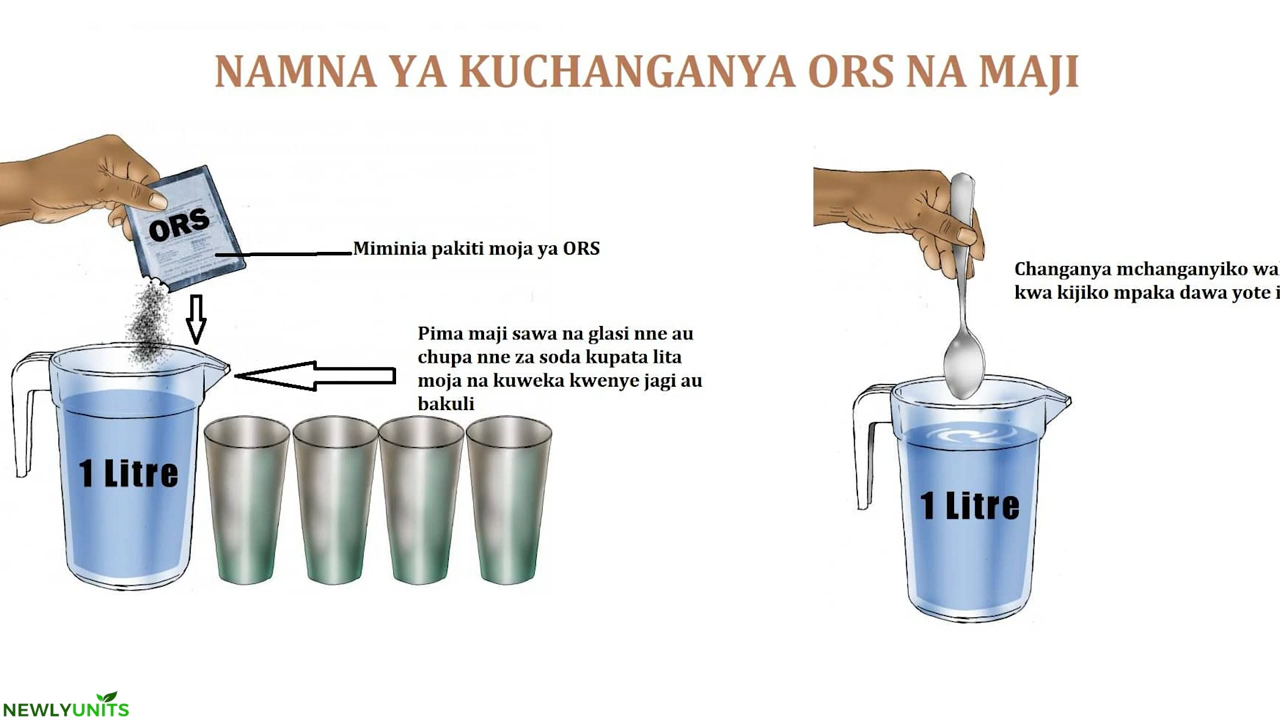 NAMNA YA KUCHANGANYA ORS NA MAJI
ORS
Miminia pakiti moja ya ORS
Pima maji sawa na glasi nne au
chupa nne za soda kupata lita
moja na kuweka kwenye jagi au
bakuli
1 Litre
Changanya mchanganyiko
kwa kijiko mpaka dawa yote
1 Litre
NEWLYUNITS